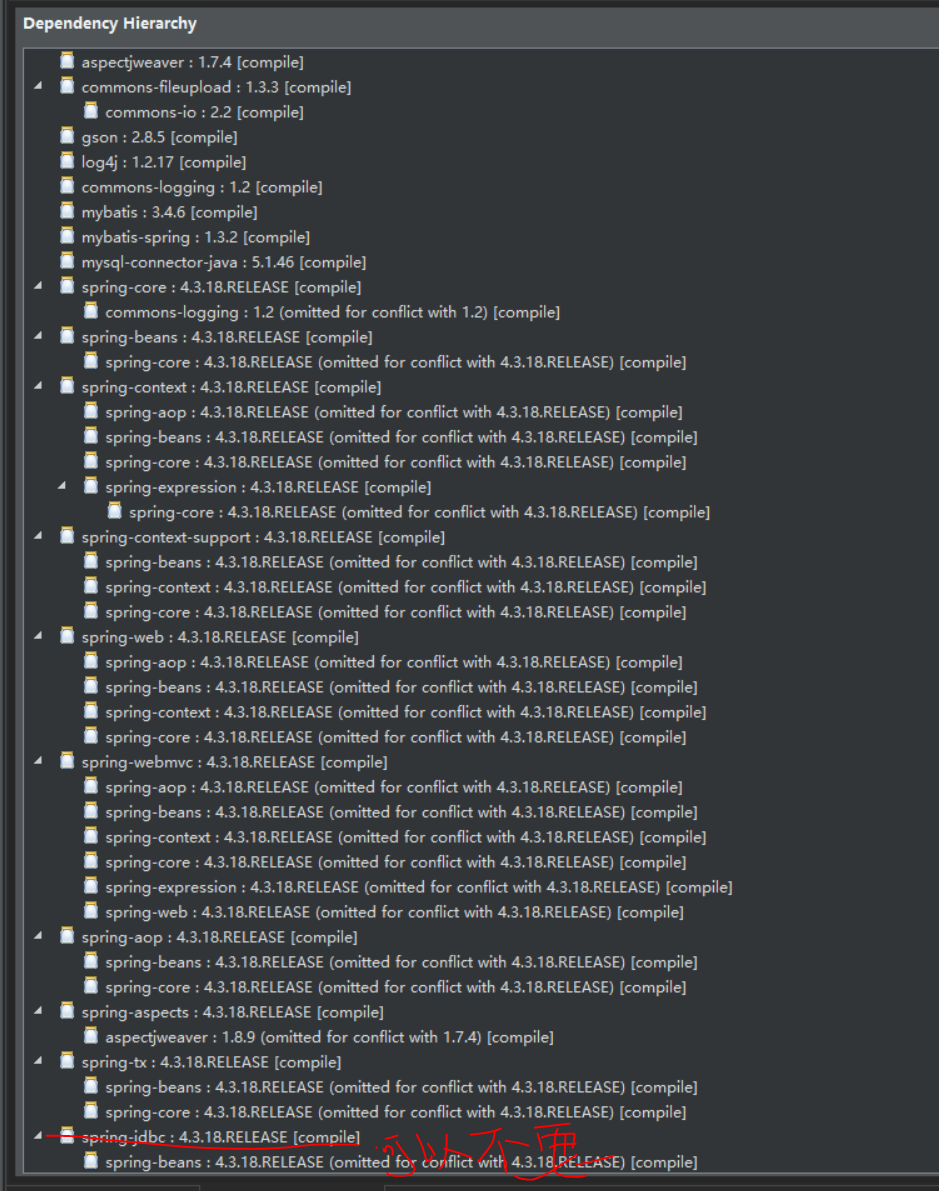 Dependency Hierarchy
aspectjweaver : 1.7.4 [compile]
commons-fileupload : 1.3.3 [compile]
commons-io : 2.2 [compile]
gson : 2.8.5 [compile]
log4j : 1.2.17 [compile]
commons-logging : 1.2 [compile]
mybatis : 3.4.6 [compile]
mybatis-spring : 1.3.2 [compile]
mysql-connector-java : 5.1.46 [compile]
spring-core : 4.3.18.RELEASE [compile]
commons-logging : 1.2 (omitted for conflict with 1.2) [compile]
spring-beans : 4.3.18.RELEASE [compile]
spring-core : 4.3.18.RELEASE (omitted for conflict with 4.3.18.RELEASE) [compile]
spring-context : 4.3.18.RELEASE [compile]
spring-aop : 4.3.18.RELEASE (omitted for conflict with 4.3.18.RELEASE) [compile]
spring-beans : 4.3.18.RELEASE (omitted for conflict with 4.3.18.RELEASE) [compile]
spring-core : 4.3.18.RELEASE (omitted for conflict with 4.3.18.RELEASE) [compile]
spring-expression : 4.3.18.RELEASE [compile]
spring-core : 4.3.18.RELEASE (omitted for conflict with 4.3.18.RELEASE) [compile]
spring-context-support : 4.3.18.RELEASE [compile]
spring-beans : 4.3.18.RELEASE (omitted for conflict with 4.3.18.RELEASE) [compile]
spring-context : 4.3.18.RELEASE (omitted for conflict with 4.3.18.RELEASE) [compile]
spring-core : 4.3.18.RELEASE (omitted for conflict with 4.3.18.RELEASE) [compile]
spring-web : 4.3.18.RELEASE [compile]
spring-aop : 4.3.18.RELEASE (omitted for conflict with 4.3.18.RELEASE) [compile]
spring-beans : 4.3.18.RELEASE (omitted for conflict with 4.3.18.RELEASE) [compile]
spring-context : 4.3.18.RELEASE (omitted for conflict with 4.3.18.RELEASE) [compile]
spring-core : 4.3.18.RELEASE (omitted for conflict with 4.3.18.RELEASE) [compile]
spring-webmvc : 4.3.18.RELEASE [compile]
spring-aop : 4.3.18.RELEASE (omitted for conflict with 4.3.18.RELEASE) [compile]
spring-beans : 4.3.18.RELEASE (omitted for conflict with 4.3.18.RELEASE) [compile]
spring-context : 4.3.18.RELEASE (omitted for conflict with 4.3.18.RELEASE) [compile]
spring-core : 4.3.18.RELEASE (omitted for conflict with 4.3.18.RELEASE) [compile]
spring-expression : 4.3.18.RELEASE (omitted for conflict with 4.3.18.RELEASE) [compile]
spring-web : 4.3.18.RELEASE (omitted for conflict with 4.3.18.RELEASE) [compile]
spring-aop : 4.3.18.RELEASE [compile]
spring-beans : 4.3.18.RELEASE (omitted for conflict with 4.3.18.RELEASE) [compile]
spring-core : 4.3.18.RELEASE (omitted for conflict with 4.3.18.RELEASE) [compile]
spring-aspects : 4.3.18.RELEASE [compile]
aspectjweaver : 1.8.9 (omitted for conflict with 1.7.4) [compile]
spring-tx : 4.3.18.RELEASE [compile]
spring-beans : 4.3.18.RELEASE (omitted for conflict with 4.3.18.RELEASE) [compile]
spring-core : 4.3.18.RELEASE (omitted for conflict with 4.3.18.RELEASE) [compile]
spring-jdbc : 4.3.18.RELEASE [compile] 可以不要
spring-beans : 4.3.18.RELEASE (omitted for conflict with 4.3.18.RELEASE) [compile]